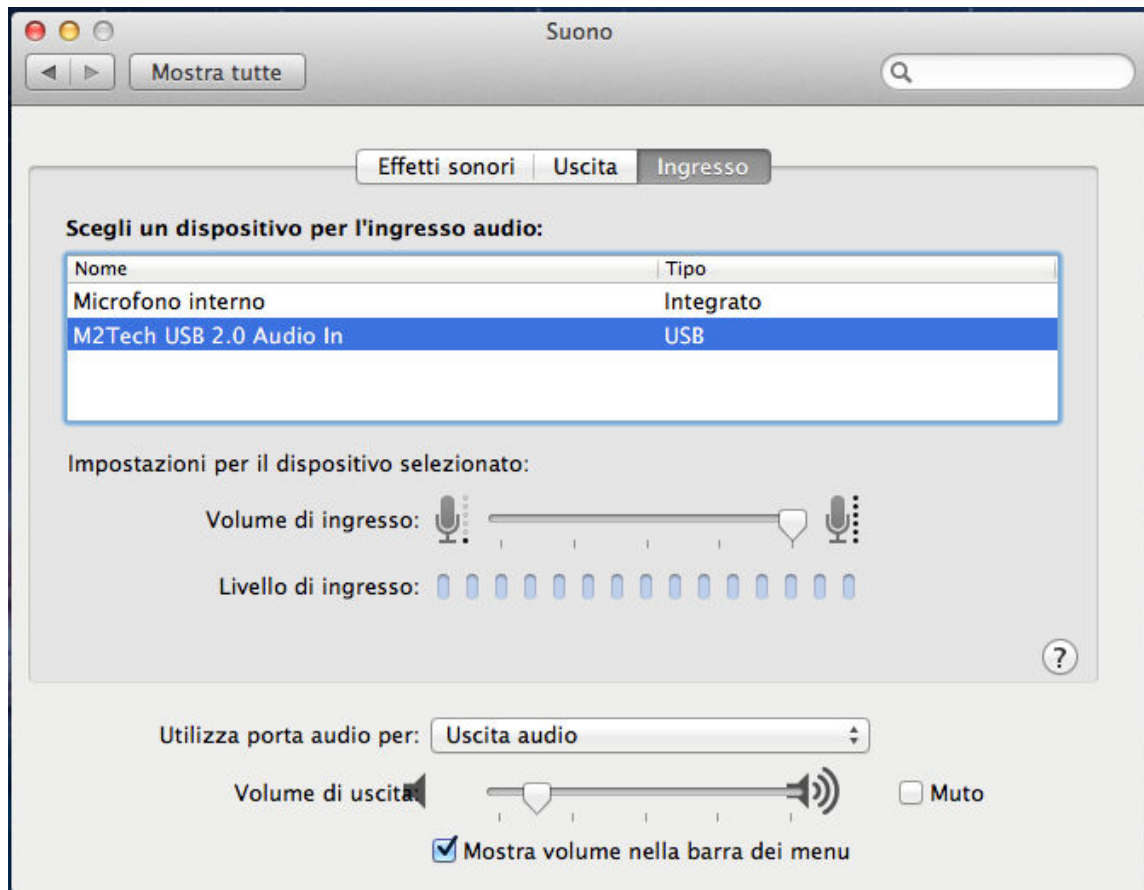 Suono
Mostra tutte
Effetti sonori Uscita Ingresso
Scegli un dispositivo per l'ingresso audio:
Nome Tipo
Microfono interno Integrato
M2Tech USB 2.0 Audio In USB
Impostazioni per il dispositivo selezionato:
Volume di ingresso:
Livello di ingresso:
?
Utilizza porta audio per: Uscita audio
Volume di uscita: Muto
Mostra volume nella barra dei menu